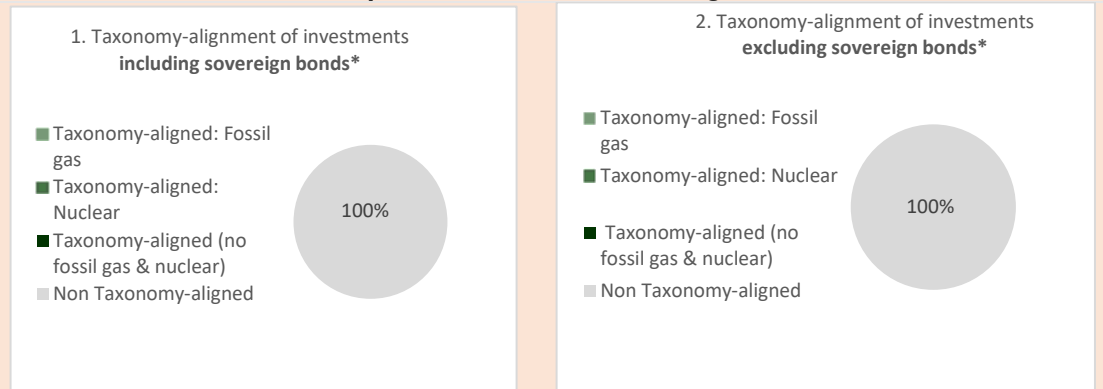 1. Taxonomy-alignment of investments
including sovereign bonds*
Taxonomy-aligned: Fossil
gas
Taxonomy-aligned:
Nuclear
Taxonomy-aligned (no
fossil gas & nuclear)
Non Taxonomy-aligned
100%
2. Taxonomy-alignment of investments
excluding sovereign bonds*
Taxonomy-aligned: Fossil
gas
Taxonomy-aligned: Nuclear
Taxonomy-aligned (no
fossil gas & nuclear)
Non Taxonomy-aligned
100%